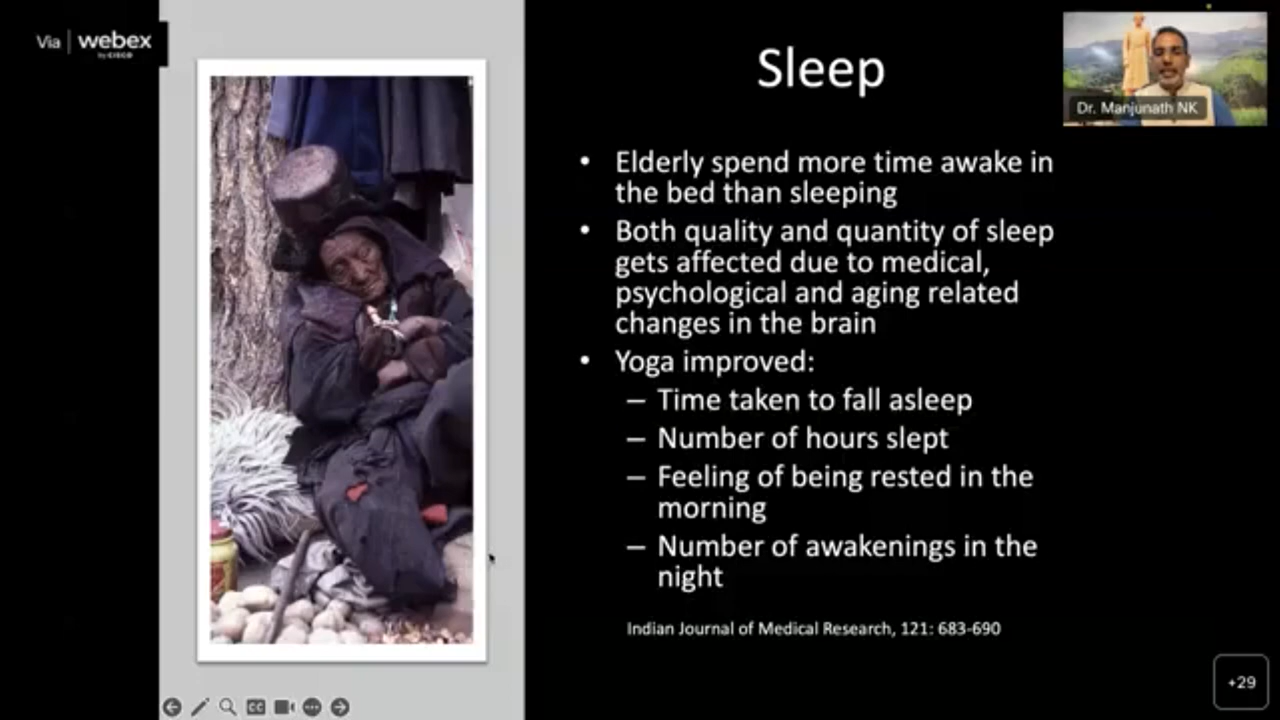 Via | webex
by CISCO
Sleep
Dr. Manjunath NK
• Elderly spend more time awake in
the bed than sleeping
• Both quality and quantity of sleep
gets affected due to medical,
psychological and aging related
changes in the brain
• Yoga improved:
– Time taken to fall asleep
– Number of hours slept
– Feeling of being rested in the
morning
– Number of awakenings in the
night
Indian Journal of Medical Research, 121: 683-690
CC
+29